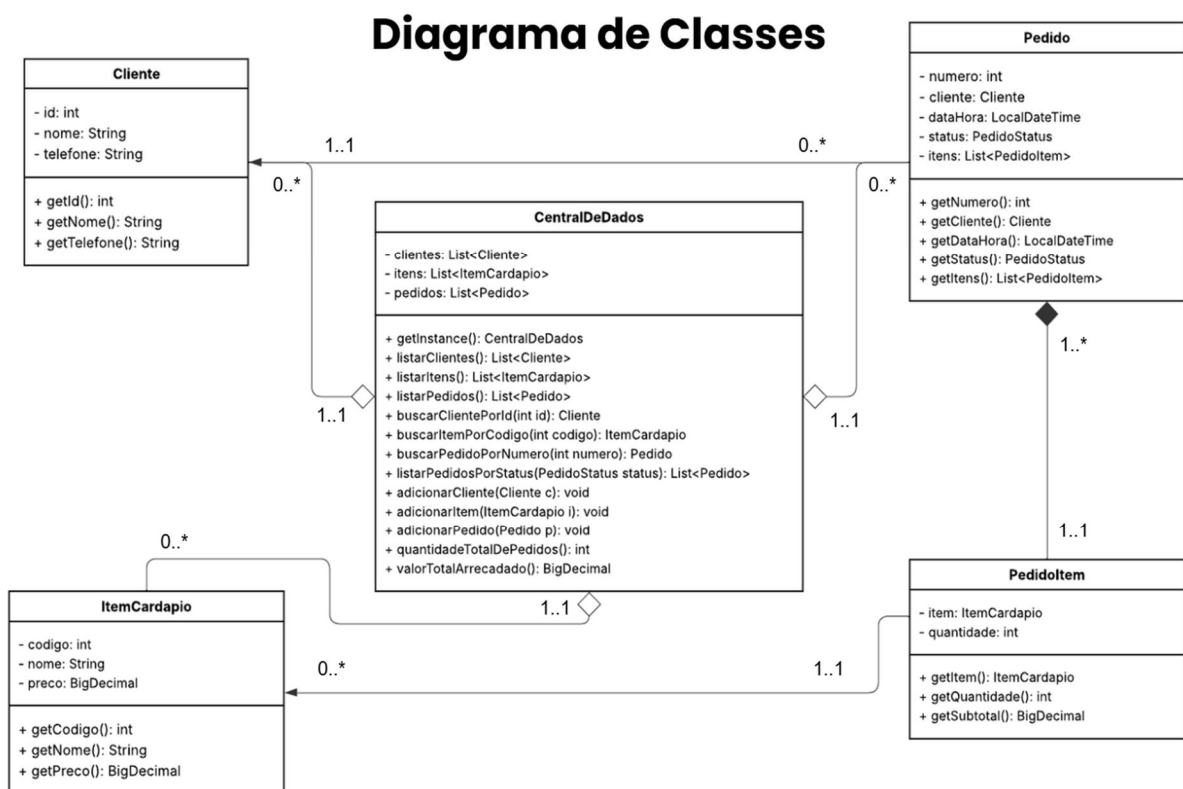 Diagrama de Classes
Cliente
- id: int
- nome: String
- telefone: String
+ getId(): int
+ getNome(): String
+ getTelefone(): String
Pedido
- numero: int
- cliente: Cliente
- dataHora: LocalDateTime
- status: PedidoStatus
- itens: List<PedidoItem>
+ getNumero(): int
+ getCliente(): Cliente
+ getDataHora(): LocalDateTime
+ getStatus(): PedidoStatus
+ getItens(): List<PedidoItem>
1..1
0..*
0..*
0..*
CentralDeDados
- clientes: List<Cliente>
- itens: List<ItemCardapio>
- pedidos: List<Pedido>
+ getInstance(): CentralDeDados
+ listarClientes(): List<Cliente>
+ listarItens(): List<ItemCardapio>
+ listarPedidos(): List<Pedido>
+ buscarClientePorId(int id): Cliente
+ buscarItemPorCodigo(int codigo): ItemCardapio
+ buscarPedidoPorNumero(int numero): Pedido
+ listarPedidosPorStatus(PedidoStatus status): List<Pedido>
+ adicionarCliente(Cliente c): void
+ adicionarItem(ItemCardapio i): void
+ adicionarPedido(Pedido p): void
+ quantidadeTotalDePedidos(): int
+ valorTotalArrecadado(): BigDecimal
1..1
1..1
1..*
1..1
0..*
1..1
ItemCardapio
- codigo: int
- nome: String
- preco: BigDecimal
+ getCodigo(): int
+ getNome(): String
+ getPreco(): BigDecimal
0..*
1..1
PedidoItem
- item: ItemCardapio
- quantidade: int
+ getItem(): ItemCardapio
+ getQuantidade(): int
+ getSubtotal(): BigDecimal